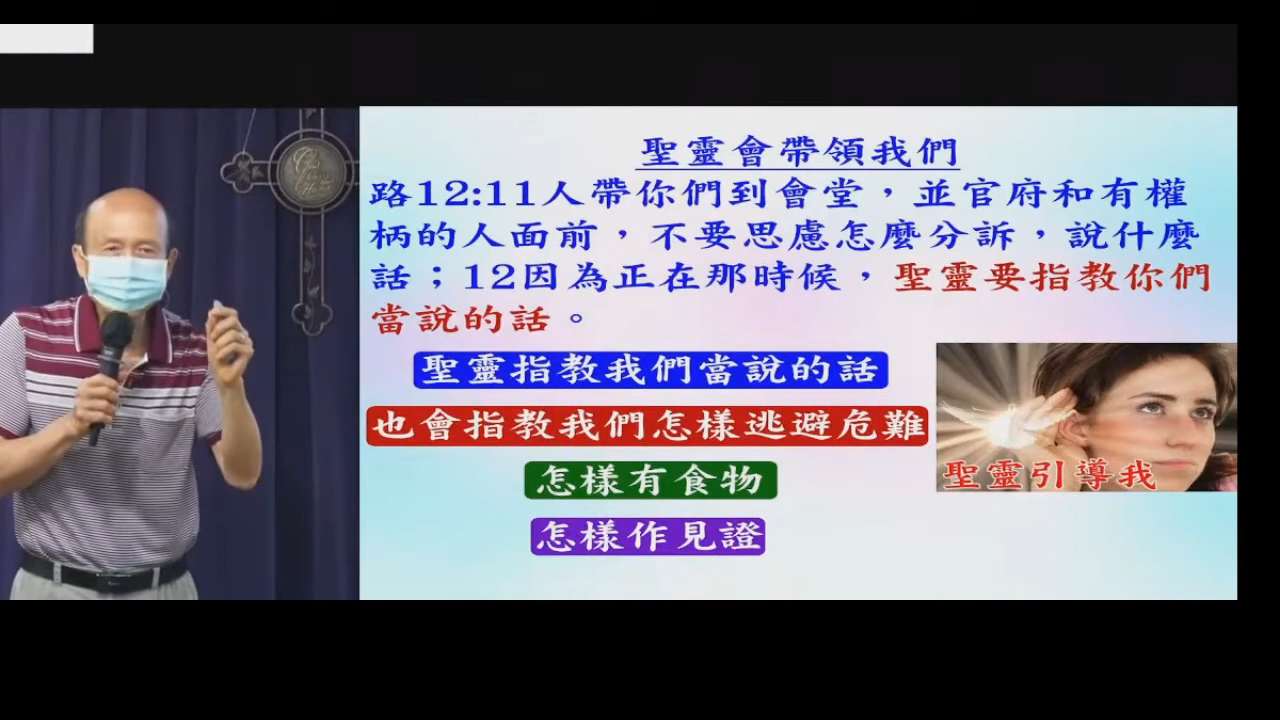 聖靈會帶領我們
路12:11人帶你們到會堂，並官府和有權
柄的人面前，不要思慮怎麼分訴，說什麼
話；12因為正在那時候，聖靈要指教你們
當說的話。
聖靈指教我們當說的話
也會指教我們怎樣逃避危難
怎樣有食物
怎樣作見證
聖靈引導我